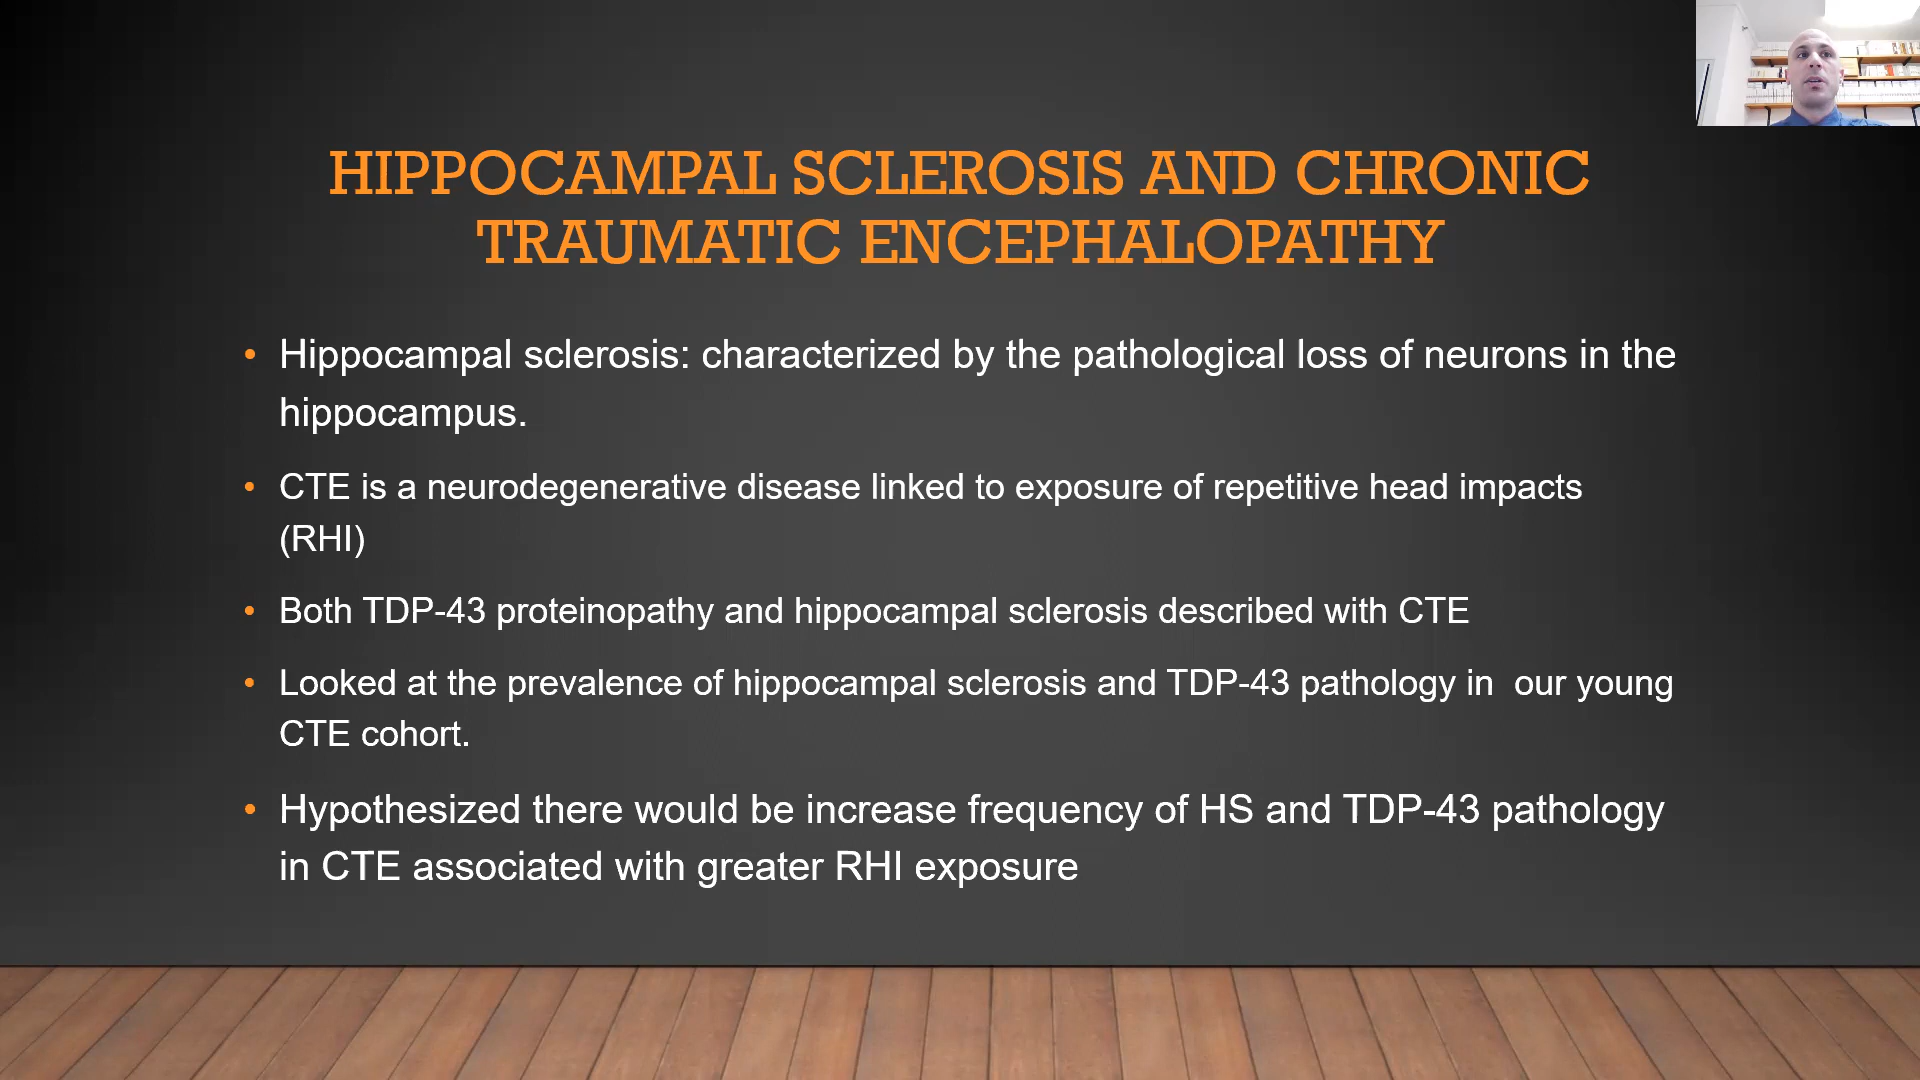 HIPPOCAMPAL SCLEROSIS AND CHRONIC
TRAUMATIC ENCEPHALOPATHY
• Hippocampal sclerosis: characterized by the pathological loss of neurons in the
hippocampus.
• CTE is a neurodegenerative disease linked to exposure of repetitive head impacts
(RHI)
• Both TDP-43 proteinopathy and hippocampal sclerosis described with CTE
• Looked at the prevalence of hippocampal sclerosis and TDP-43 pathology in  our young
CTE cohort.
• Hypothesized there would be increase frequency of HS and TDP-43 pathology
in CTE associated with greater RHI exposure